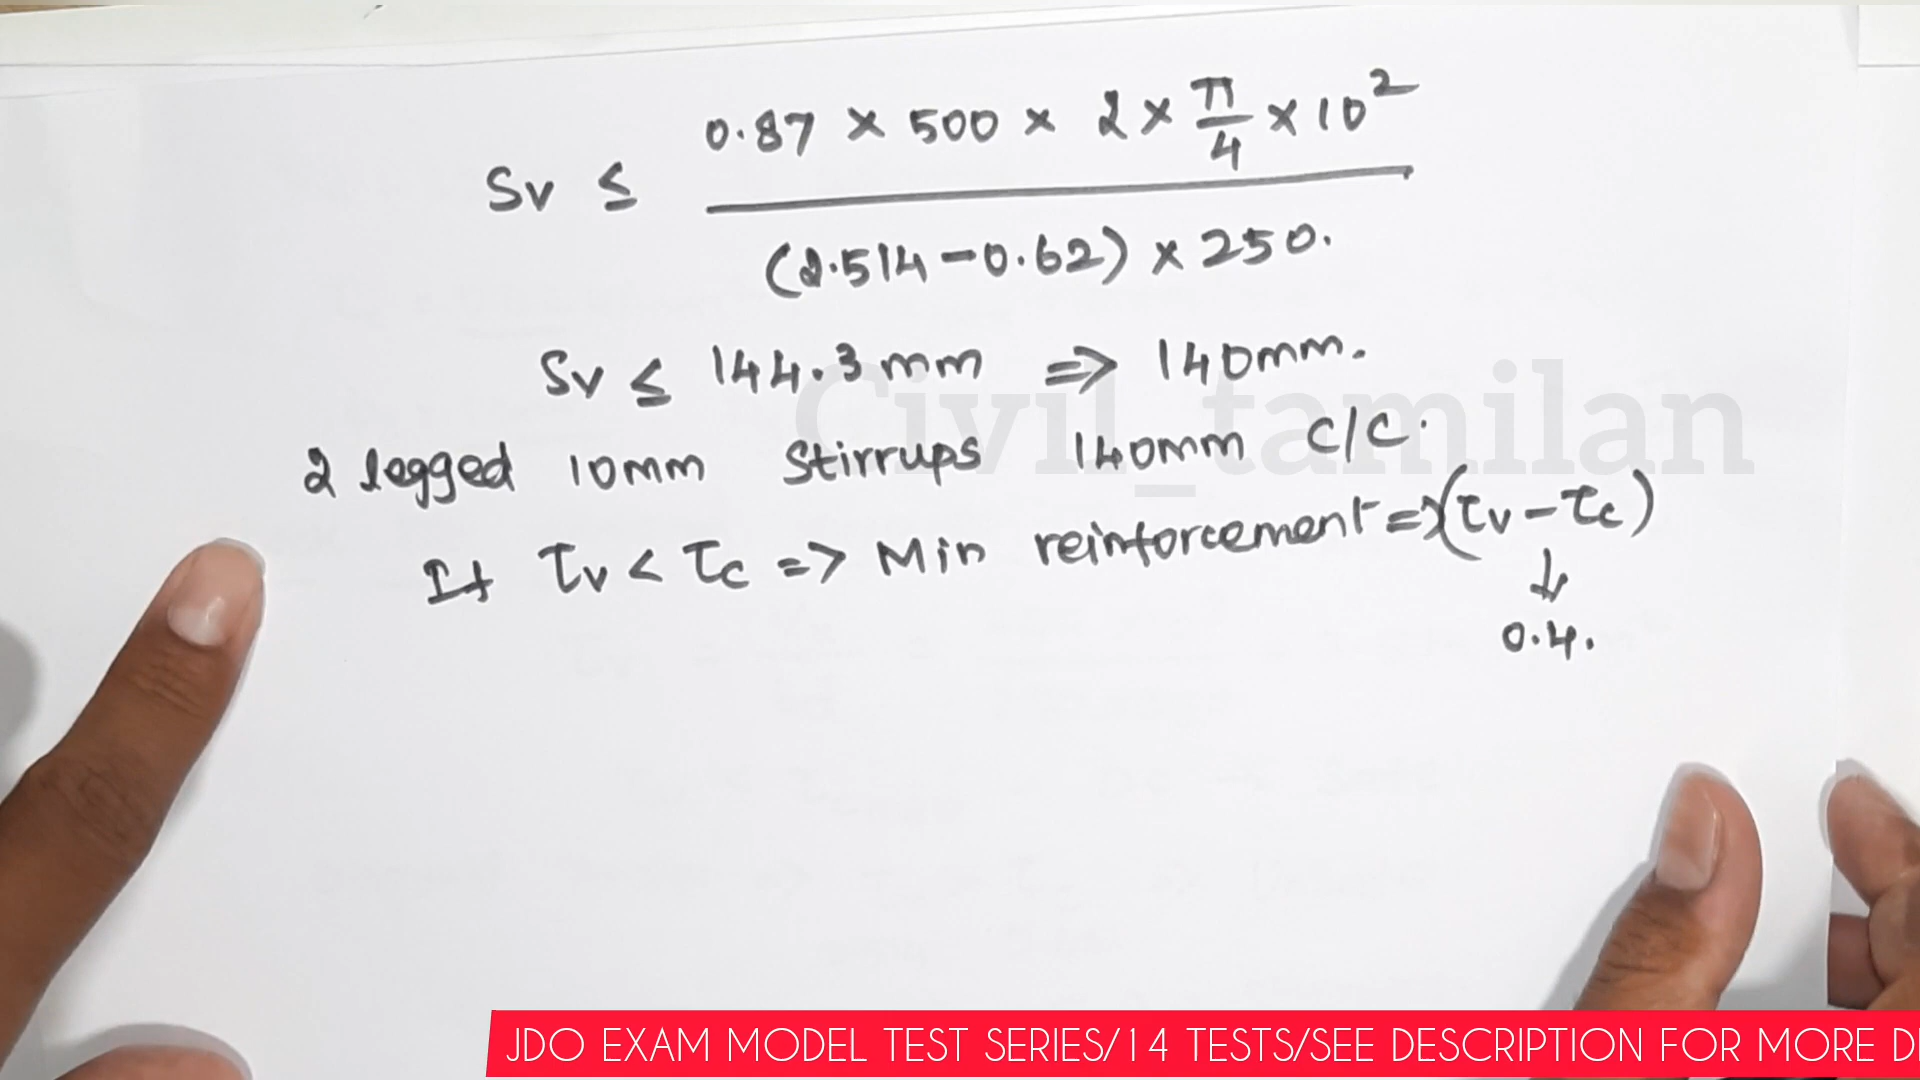 Sv ≤ 0.87 × 500 × 2 × π/4 × 10²
(2.514 - 0.62) × 250.
Sv ≤ 144.3 mm => 140mm.
Civil_tamilan
2 legged 10mm Stirrups 140mm c/c.
If τv < τc => Min reinforcement => (τv - τc)
↓
0.4.
JDO EXAM MODEL TEST SERIES/14 TESTS/SEE DESCRIPTION FOR MORE D